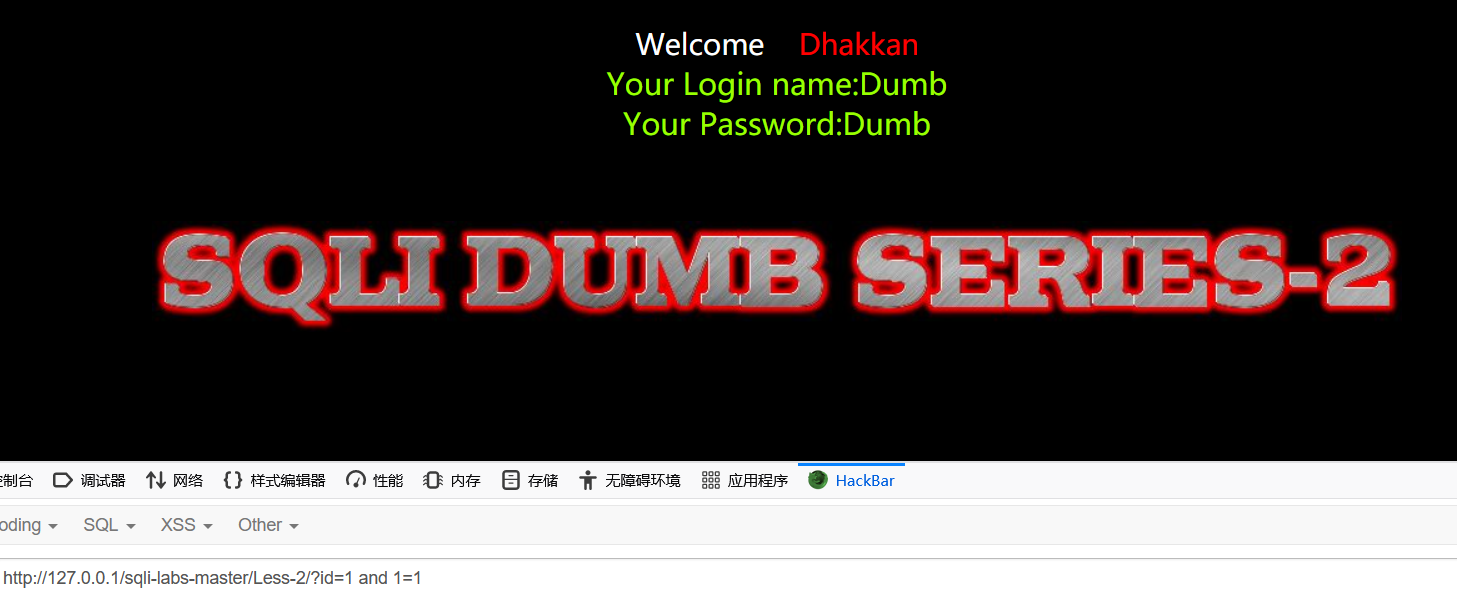 Welcome Dhakkan
Your Login name:Dumb
Your Password:Dumb
SQLI DUMB SERIES-2
制台 调试器 网络 样式编辑器 性能 内存 存储 无障碍环境 应用程序 HackBar
oding SQL XSS Other
http://127.0.0.1/sqli-labs-master/Less-2/?id=1 and 1=1